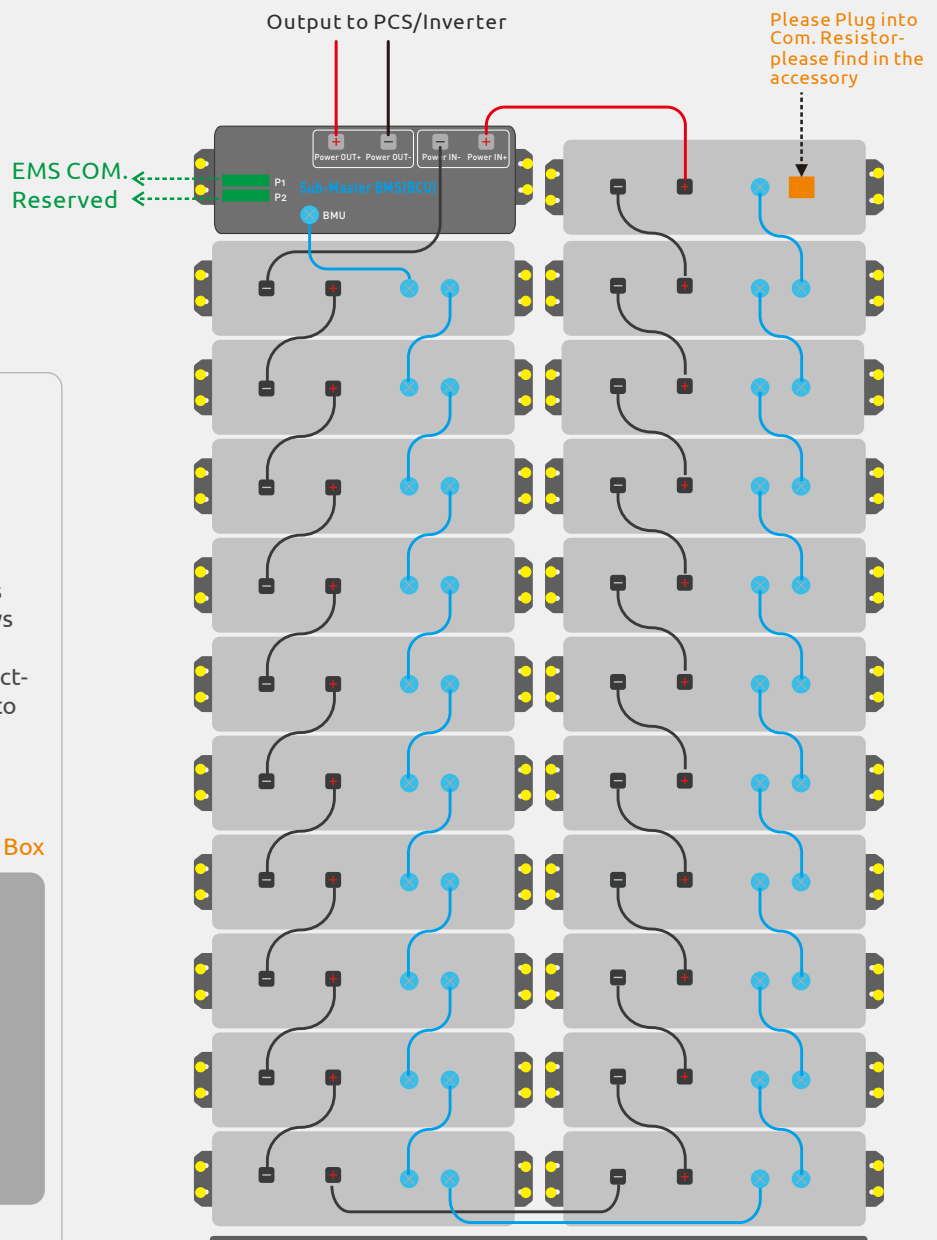 Output to PCS/Inverter
Please Plug into
Com. Resistor-
please find in the
accessory
+
−
−
+
Power OUT+ Power OUT- Power IN- Power IN+
EMS COM.
Reserved
P1
P2
Sub-Master BMS(BCU)
BMU
ct-
Box